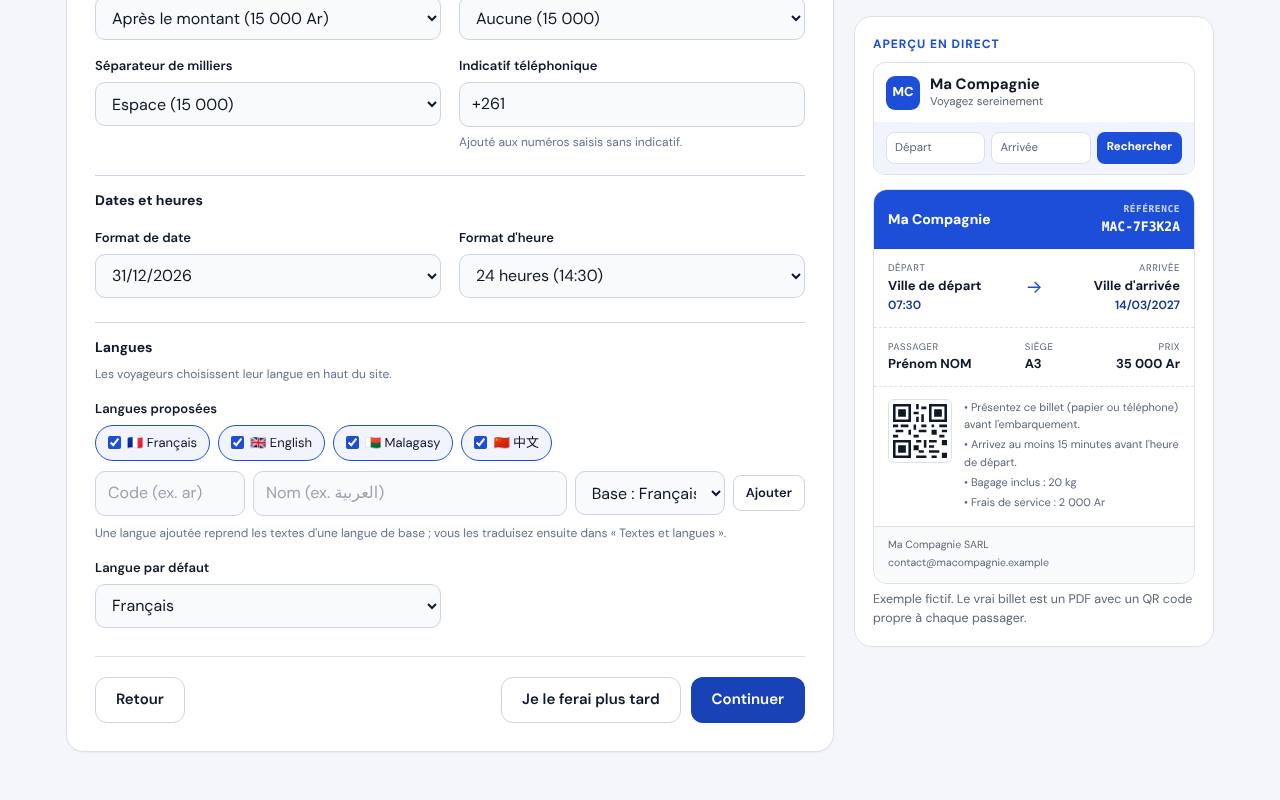 Après le montant (15 000 Ar)
Aucune (15 000)
Séparateur de milliers
Indicatif téléphonique
Espace (15 000)
+261
Ajouté aux numéros saisis sans indicatif.
Dates et heures
Format de date
Format d'heure
31/12/2026
24 heures (14:30)
Langues
Les voyageurs choisissent leur langue en haut du site.
Langues proposées
Français
English
Malagasy
中文
Code (ex. ar)
Nom (ex. العربية)
Base : Français
Ajouter
Une langue ajoutée reprend les textes d'une langue de base ; vous les traduisez ensuite dans « Textes et langues ».
Langue par défaut
Français
Retour
Je le ferai plus tard
Continuer
APERÇU EN DIRECT
MC
Ma Compagnie
Voyagez sereinement
Départ
Arrivée
Rechercher
Ma Compagnie
RÉFÉRENCE
MAC-7F3K2A
DÉPART
ARRIVÉE
Ville de départ
→
Ville d'arrivée
07:30
14/03/2027
PASSAGER
SIÈGE
PRIX
Prénom NOM
A3
35 000 Ar
• Présentez ce billet (papier ou téléphone)
avant l'embarquement.
• Arrivez au moins 15 minutes avant l'heure
de départ.
• Bagage inclus : 20 kg
• Frais de service : 2 000 Ar
Ma Compagnie SARL
contact@macompagnie.example
Exemple fictif. Le vrai billet est un PDF avec un QR code
propre à chaque passager.